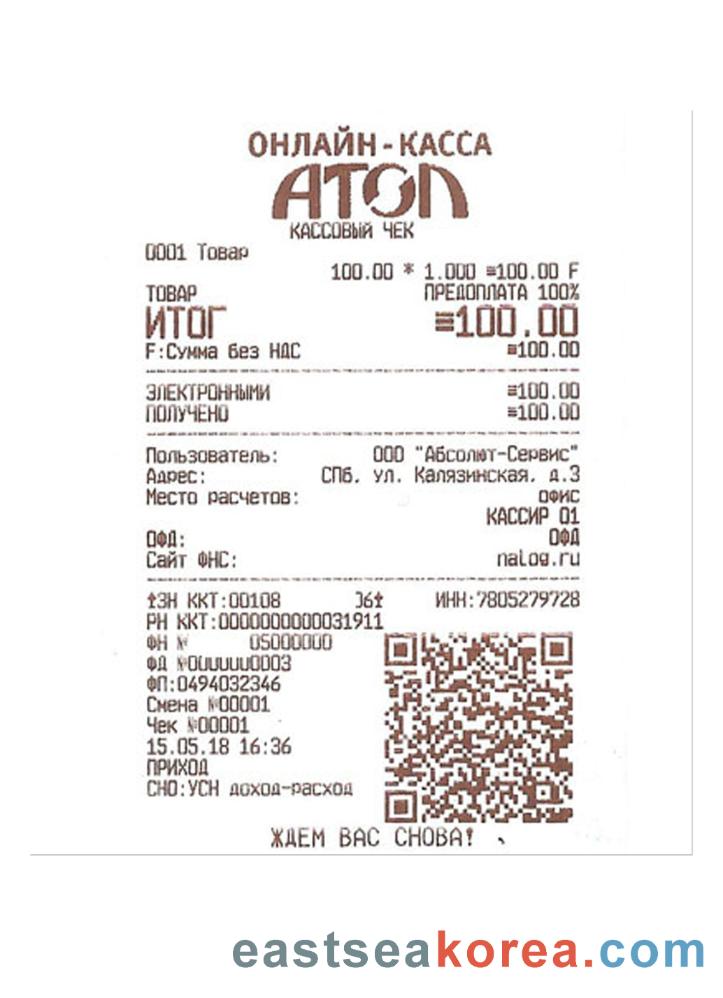 ОНЛАЙН-КАССА
АТОЛ
КАССОВЫЙ ЧЕК
0001 Товар
100.00 * 1.000 ≡100.00 F
ТОВАР ПРЕДОПЛАТА 100%
ИТОГ ≡100.00
F:Сумма без НДС ≡100.00
ЭЛЕКТРОННЫМИ ≡100.00
ПОЛУЧЕНО ≡100.00
Пользователь: ООО "Абсолют-Сервис"
Адрес: СПб. ул. Калязинская, д.3
Место расчетов: ОФИС
КАССИР 01
ОФД: ОФД
Сайт ФНС: nalog.ru
ЗН ККТ:00108 06 ИНН:7805279728
РН ККТ:0000000000031911
ФН № 05000000
ФД №0000000003
ФП:0494032346
Смена №00001
Чек №00001
15.05.18 16:36
ПРИХОД
СНО:УСН доход-расход
ЖДЕМ ВАС СНОВА!
eastseakorea.com